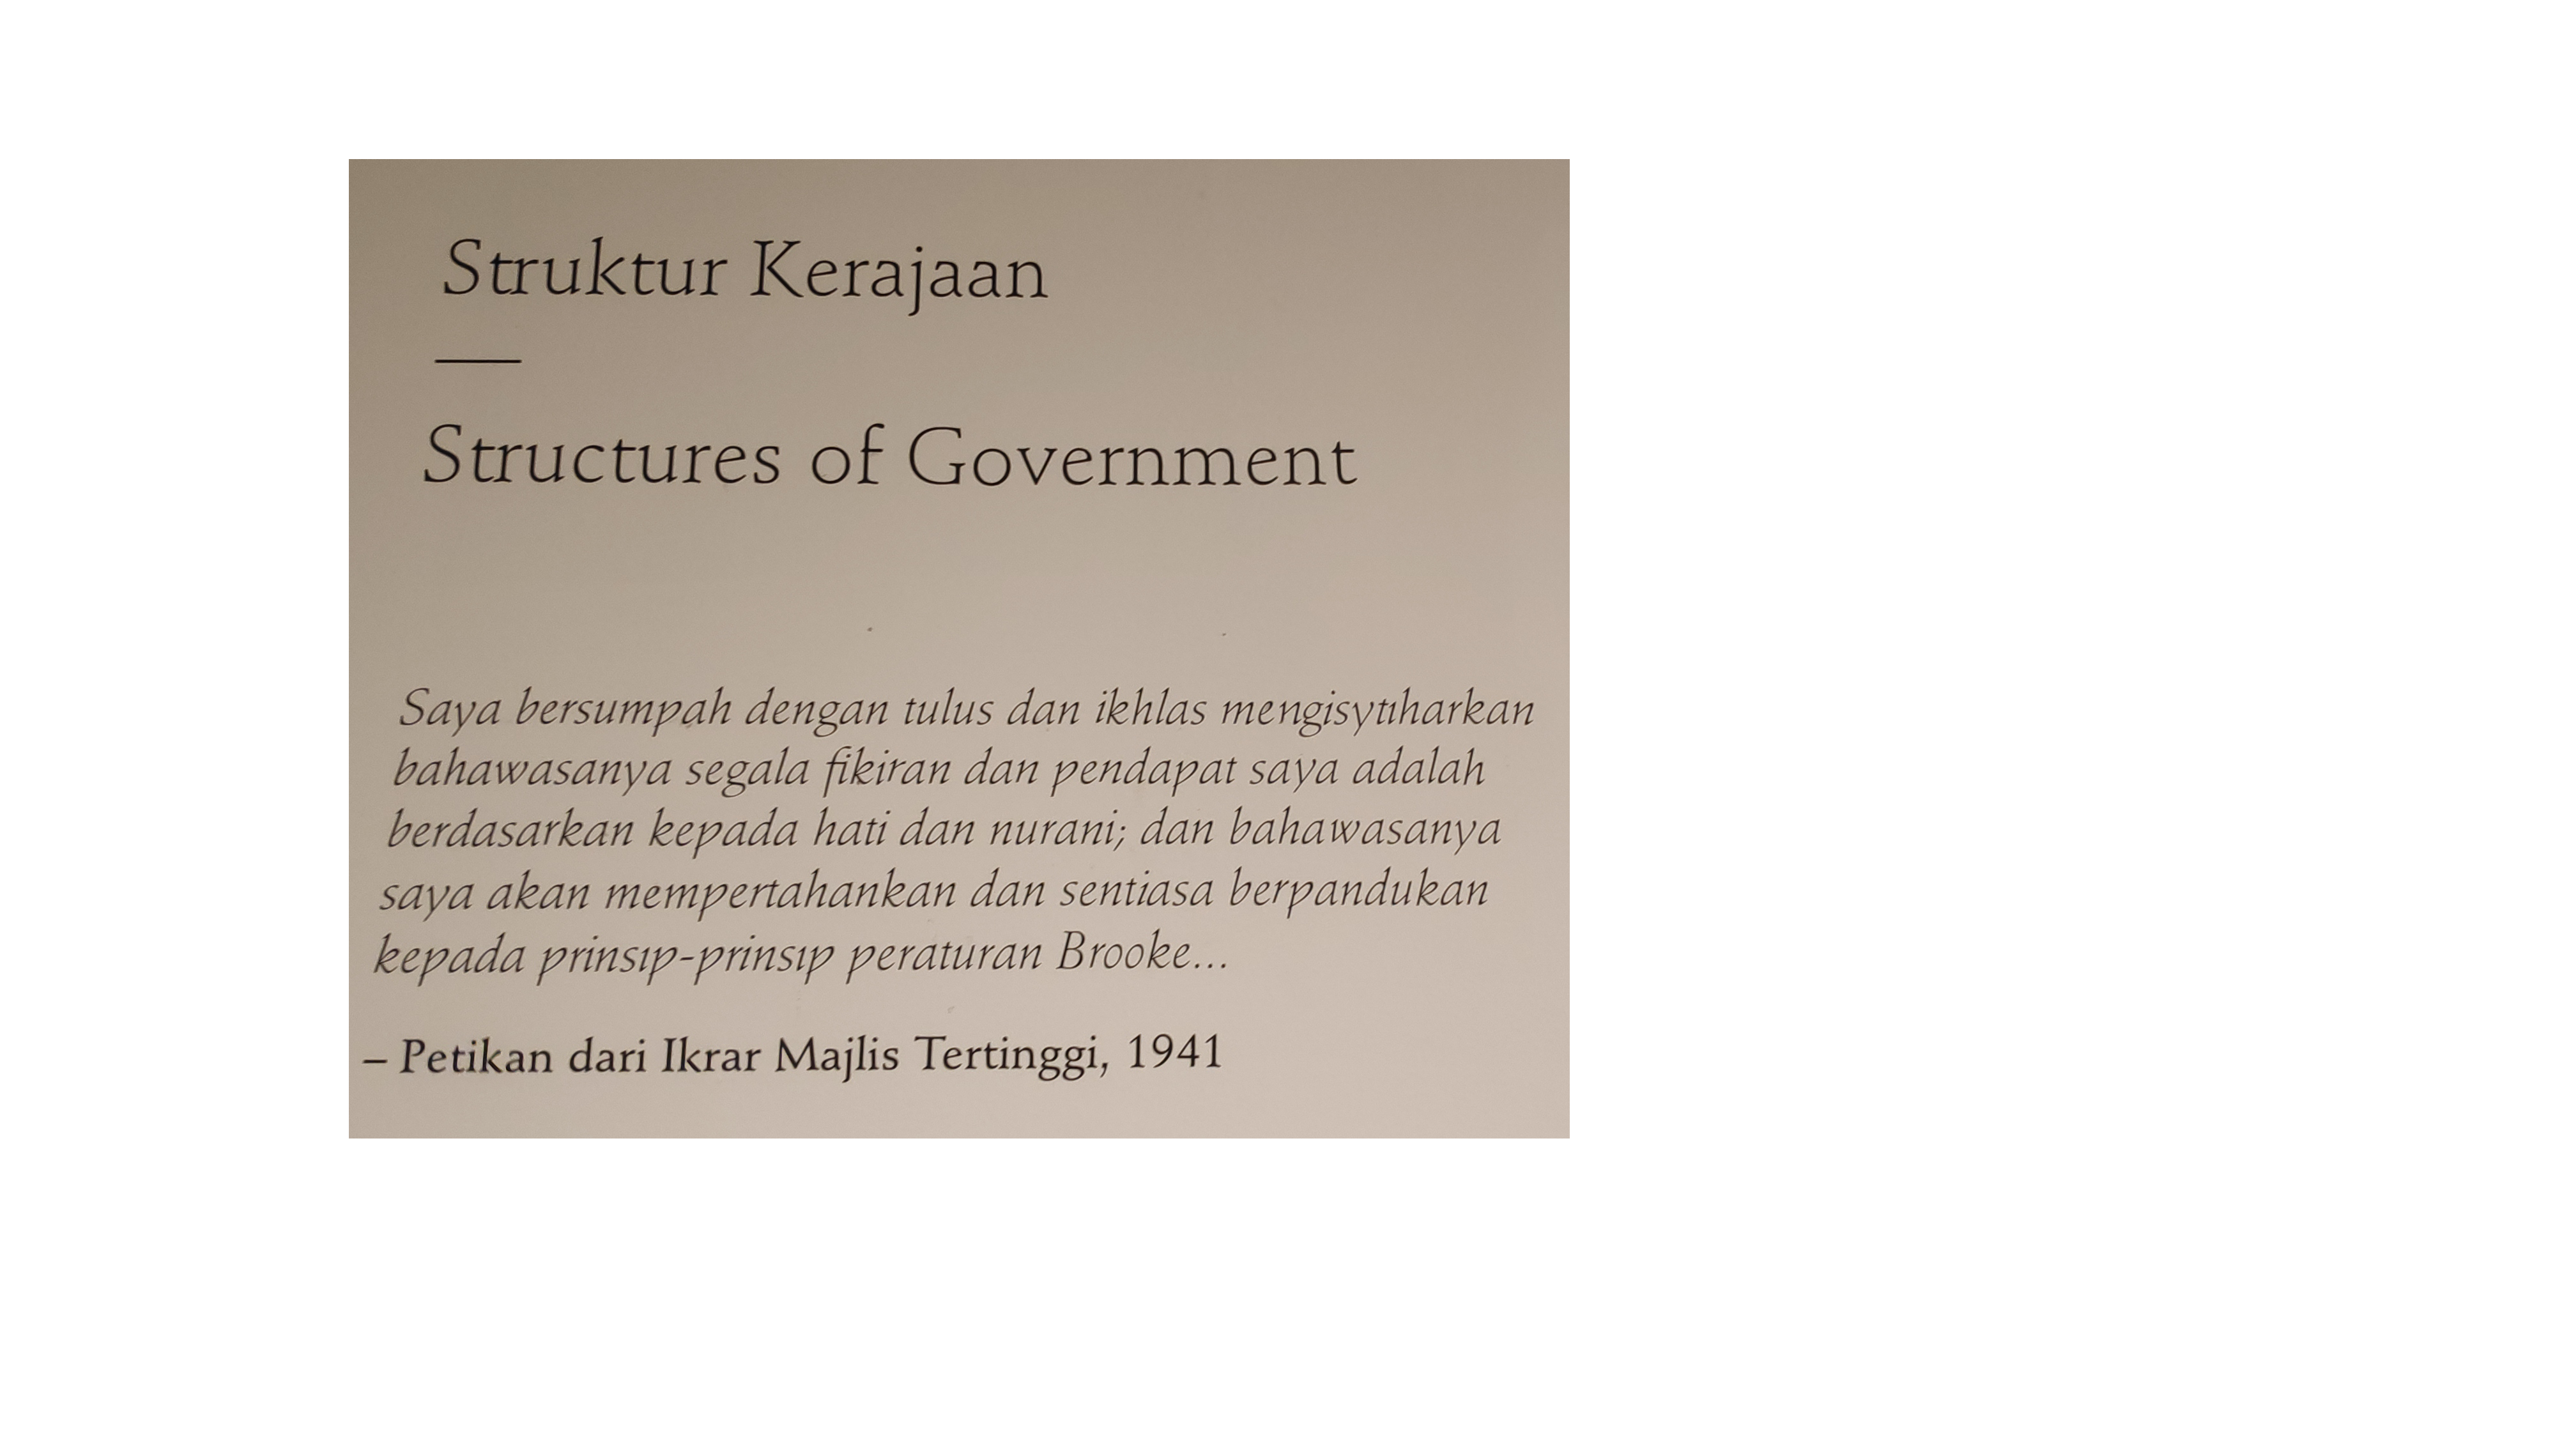 Struktur Kerajaan
—
Structures of Government
Saya bersumpah dengan tulus dan ikhlas mengisytiharkan
bahawasanya segala fikiran dan pendapat saya adalah
berdasarkan kepada hati dan nurani; dan bahawasanya
saya akan mempertahankan dan sentiasa berpandukan
kepada prinsip-prinsip peraturan Brooke...
– Petikan dari Ikrar Majlis Tertinggi, 1941